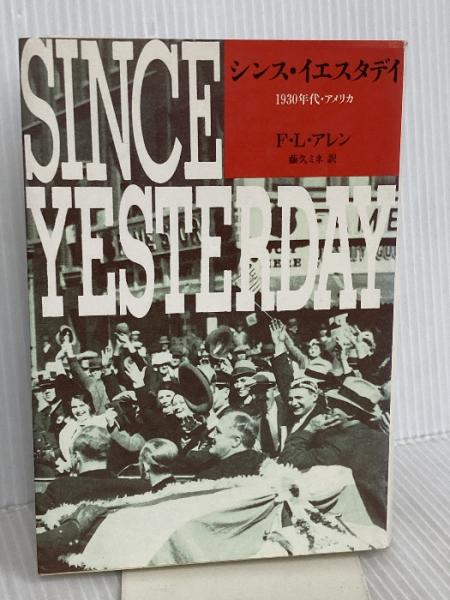 SINCE
YESTERDAY
シンス・イエスタデイ
1930年代・アメリカ
F・L・アレン
藤久ミネ 訳